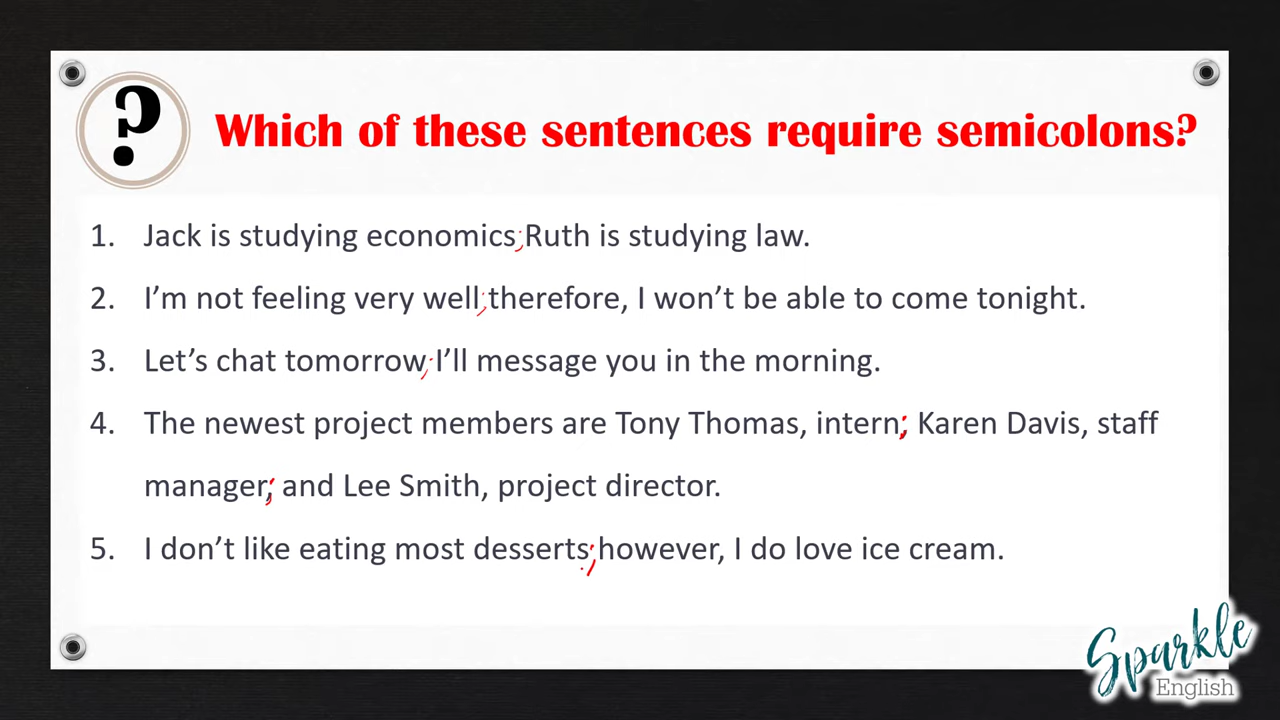 ?
Which of these sentences require semicolons?
1. Jack is studying economics; Ruth is studying law.
2. I’m not feeling very well; therefore, I won’t be able to come tonight.
3. Let’s chat tomorrow; I’ll message you in the morning.
4. The newest project members are Tony Thomas, intern; Karen Davis, staff
manager; and Lee Smith, project director.
5. I don’t like eating most desserts; however, I do love ice cream.
Sparkle
English